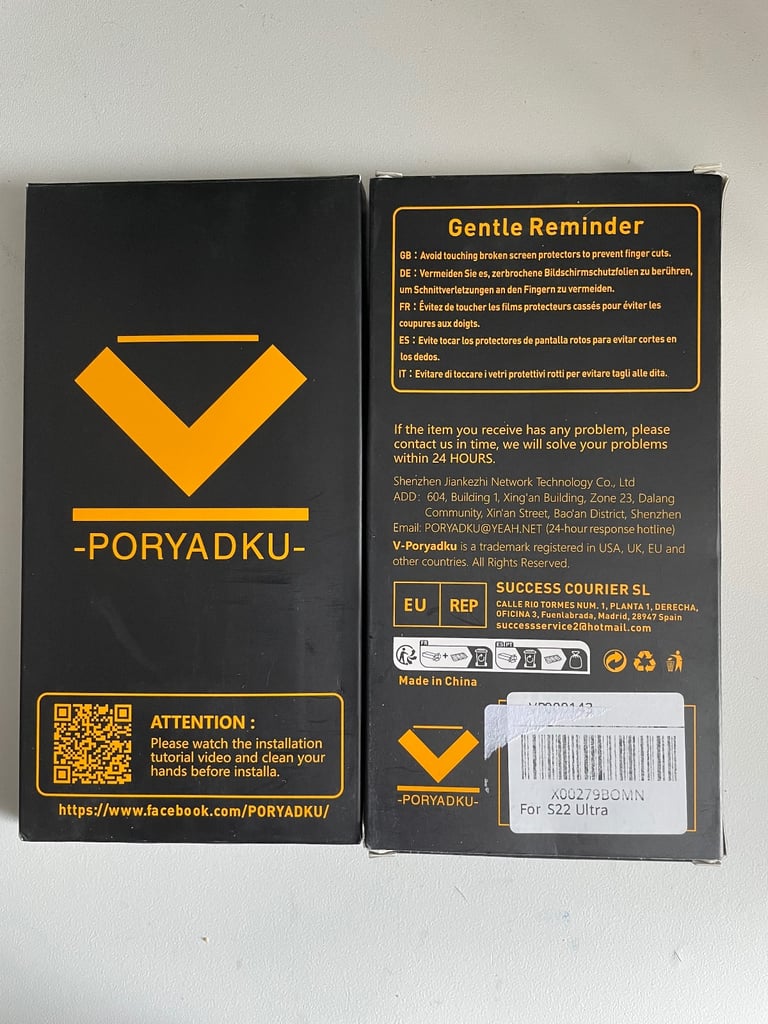 -PORYADKU-
ATTENTION :
Please watch the installation
tutorial video and clean your
hands before installa.
https://www.facebook.com/PORYADKU/
Gentle Reminder
GB : Avoid touching broken screen protectors to prevent finger cuts.
DE : Vermeiden Sie es, zerbrochene Bildschirmschutzfolien zu berühren,
um Schnittverletzungen an den Fingern zu vermeiden.
FR : Évitez de toucher les films protecteurs cassés pour éviter les
coupures aux doigts.
ES : Evite tocar los protectores de pantalla rotos para evitar cortes en
los dedos.
IT : Evitare di toccare i vetri protettivi rotti per evitare tagli alle dita.
If the item you receive has any problem, please
contact us in time, we will solve your problems
within 24 HOURS.
Shenzhen Jiankezhi Network Technology Co., Ltd
ADD: 604, Building 1, Xing'an Building, Zone 23, Dalang
Community, Xin'an Street, Bao'an District, Shenzhen
Email: PORYADKU@YEAH.NET (24-hour response hotline)
V-Poryadku is a trademark registered in USA, UK, EU and
other countries. All Rights Reserved.
EU REP
SUCCESS COURIER SL
CALLE RIO TORMES NUM. 1, PLANTA 1, DERECHA,
OFICINA 3, Fuenlabrada, Madrid, 28947 Spain
successservice2@hotmail.com
FR
ES PT
Made in China
-PORYADKU-
X00279BOMN
For S22 Ultra